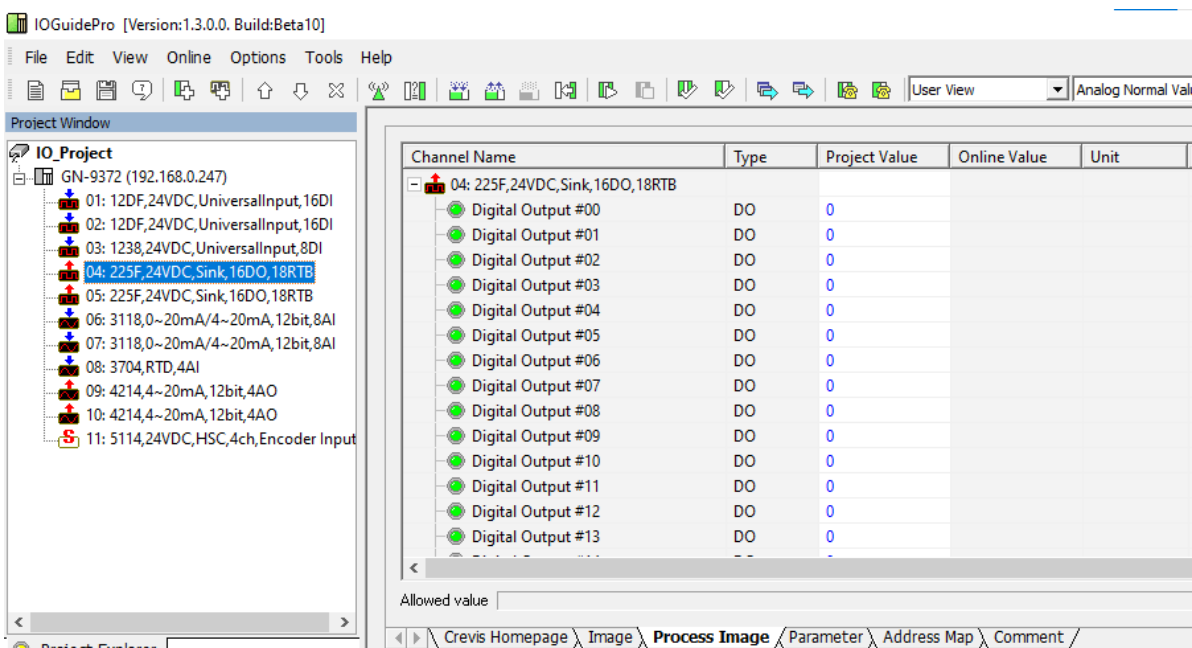 IOGuidePro [Version:1.3.0.0. Build:Beta10]
File Edit View Online Options Tools Help
User View Analog Normal Val
Project Window
IO_Project
GN-9372 (192.168.0.247)
01: 12DF,24VDC,UniversalInput,16DI
02: 12DF,24VDC,UniversalInput,16DI
03: 1238,24VDC,UniversalInput,8DI
04: 225F,24VDC,Sink,16DO,18RTB
05: 225F,24VDC,Sink,16DO,18RTB
06: 3118,0~20mA/4~20mA,12bit,8AI
07: 3118,0~20mA/4~20mA,12bit,8AI
08: 3704,RTD,4AI
09: 4214,4~20mA,12bit,4AO
10: 4214,4~20mA,12bit,4AO
11: 5114,24VDC,HSC,4ch,Encoder Input
Project Explorer
Channel Name Type Project Value Online Value Unit
04: 225F,24VDC,Sink,16DO,18RTB
Digital Output #00 DO 0
Digital Output #01 DO 0
Digital Output #02 DO 0
Digital Output #03 DO 0
Digital Output #04 DO 0
Digital Output #05 DO 0
Digital Output #06 DO 0
Digital Output #07 DO 0
Digital Output #08 DO 0
Digital Output #09 DO 0
Digital Output #10 DO 0
Digital Output #11 DO 0
Digital Output #12 DO 0
Digital Output #13 DO 0
Allowed value
Crevis Homepage Image Process Image Parameter Address Map Comment